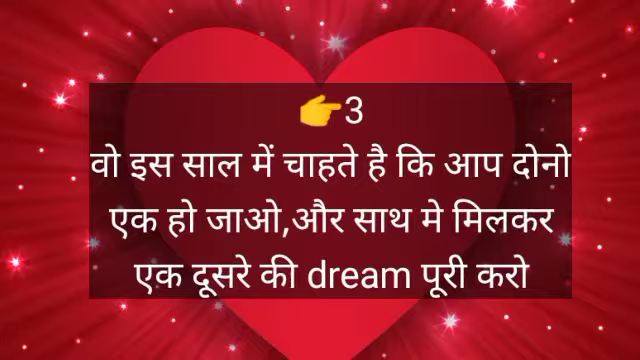 👉3
वो इस साल में चाहते है कि आप दोनो
एक हो जाओ,और साथ मे मिलकर
एक दूसरे की dream पूरी करो